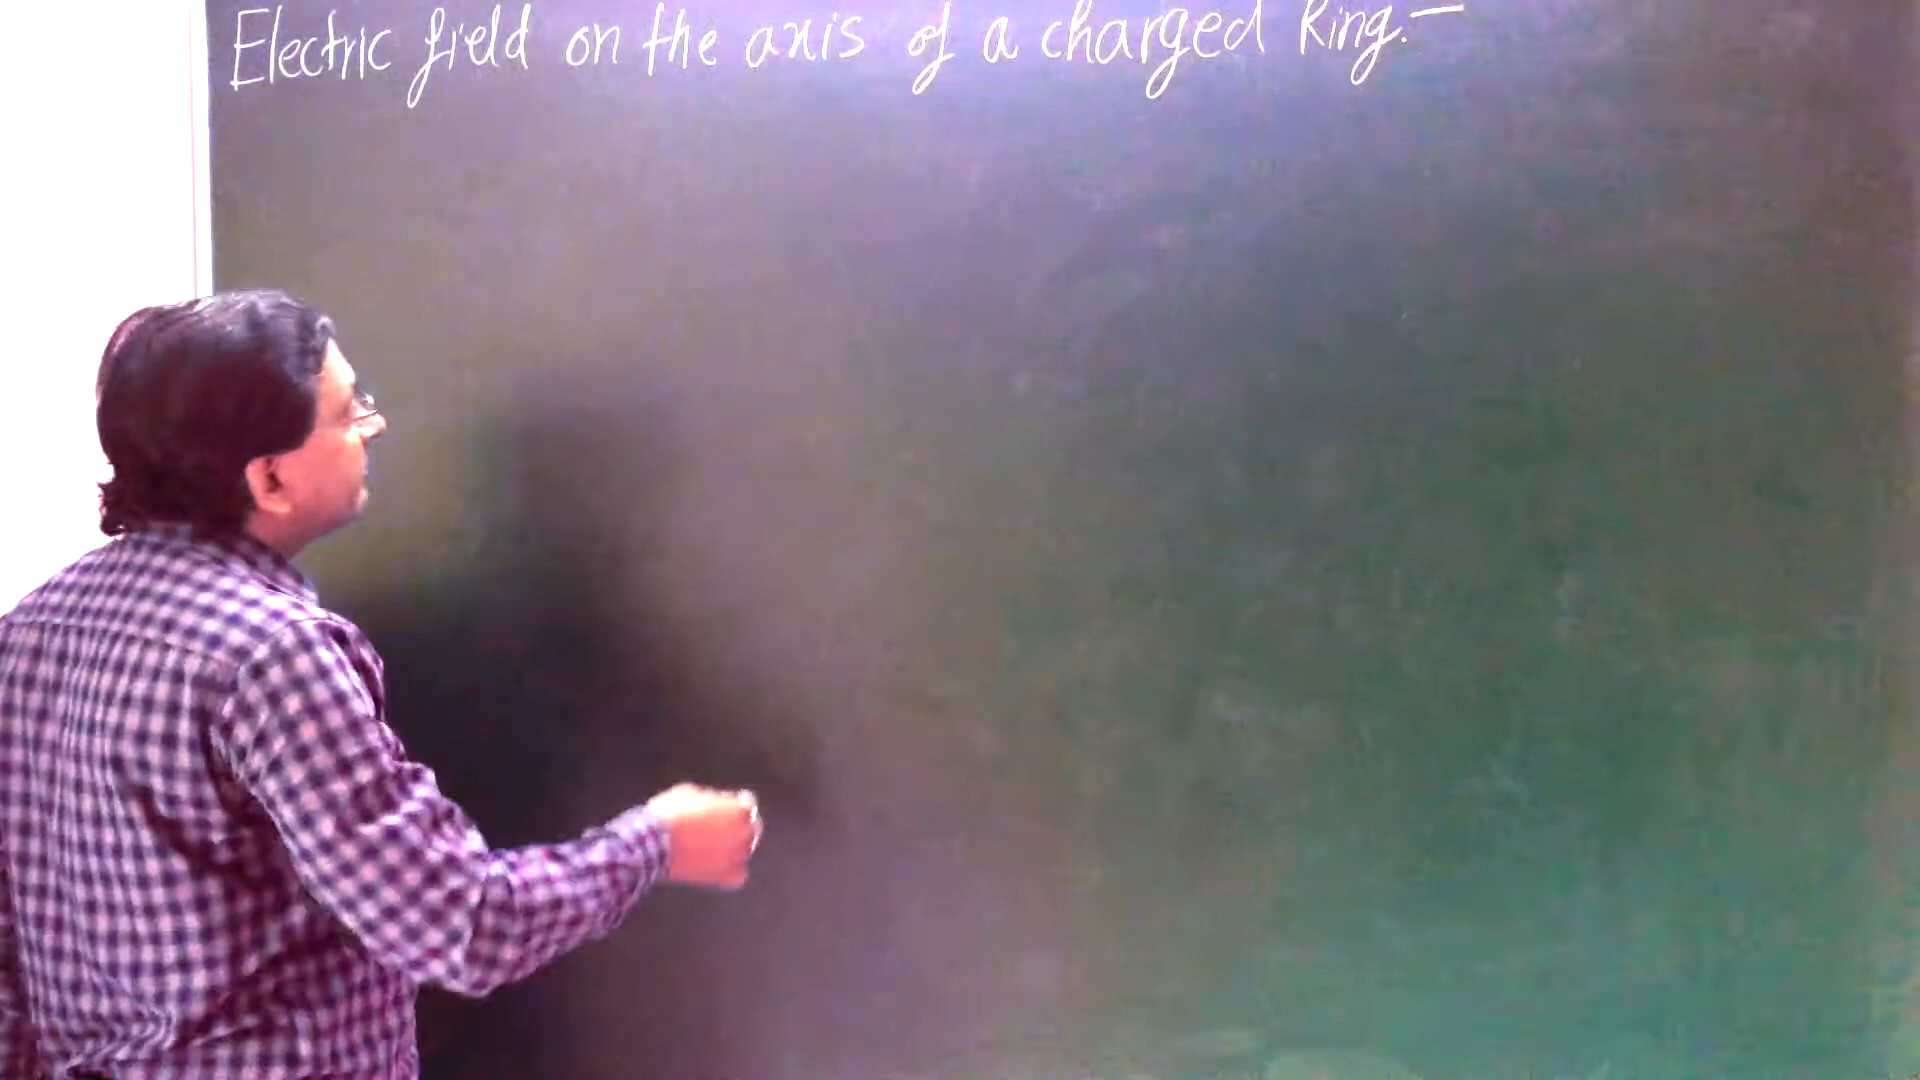 Electric field on the axis of a charged Ring:-